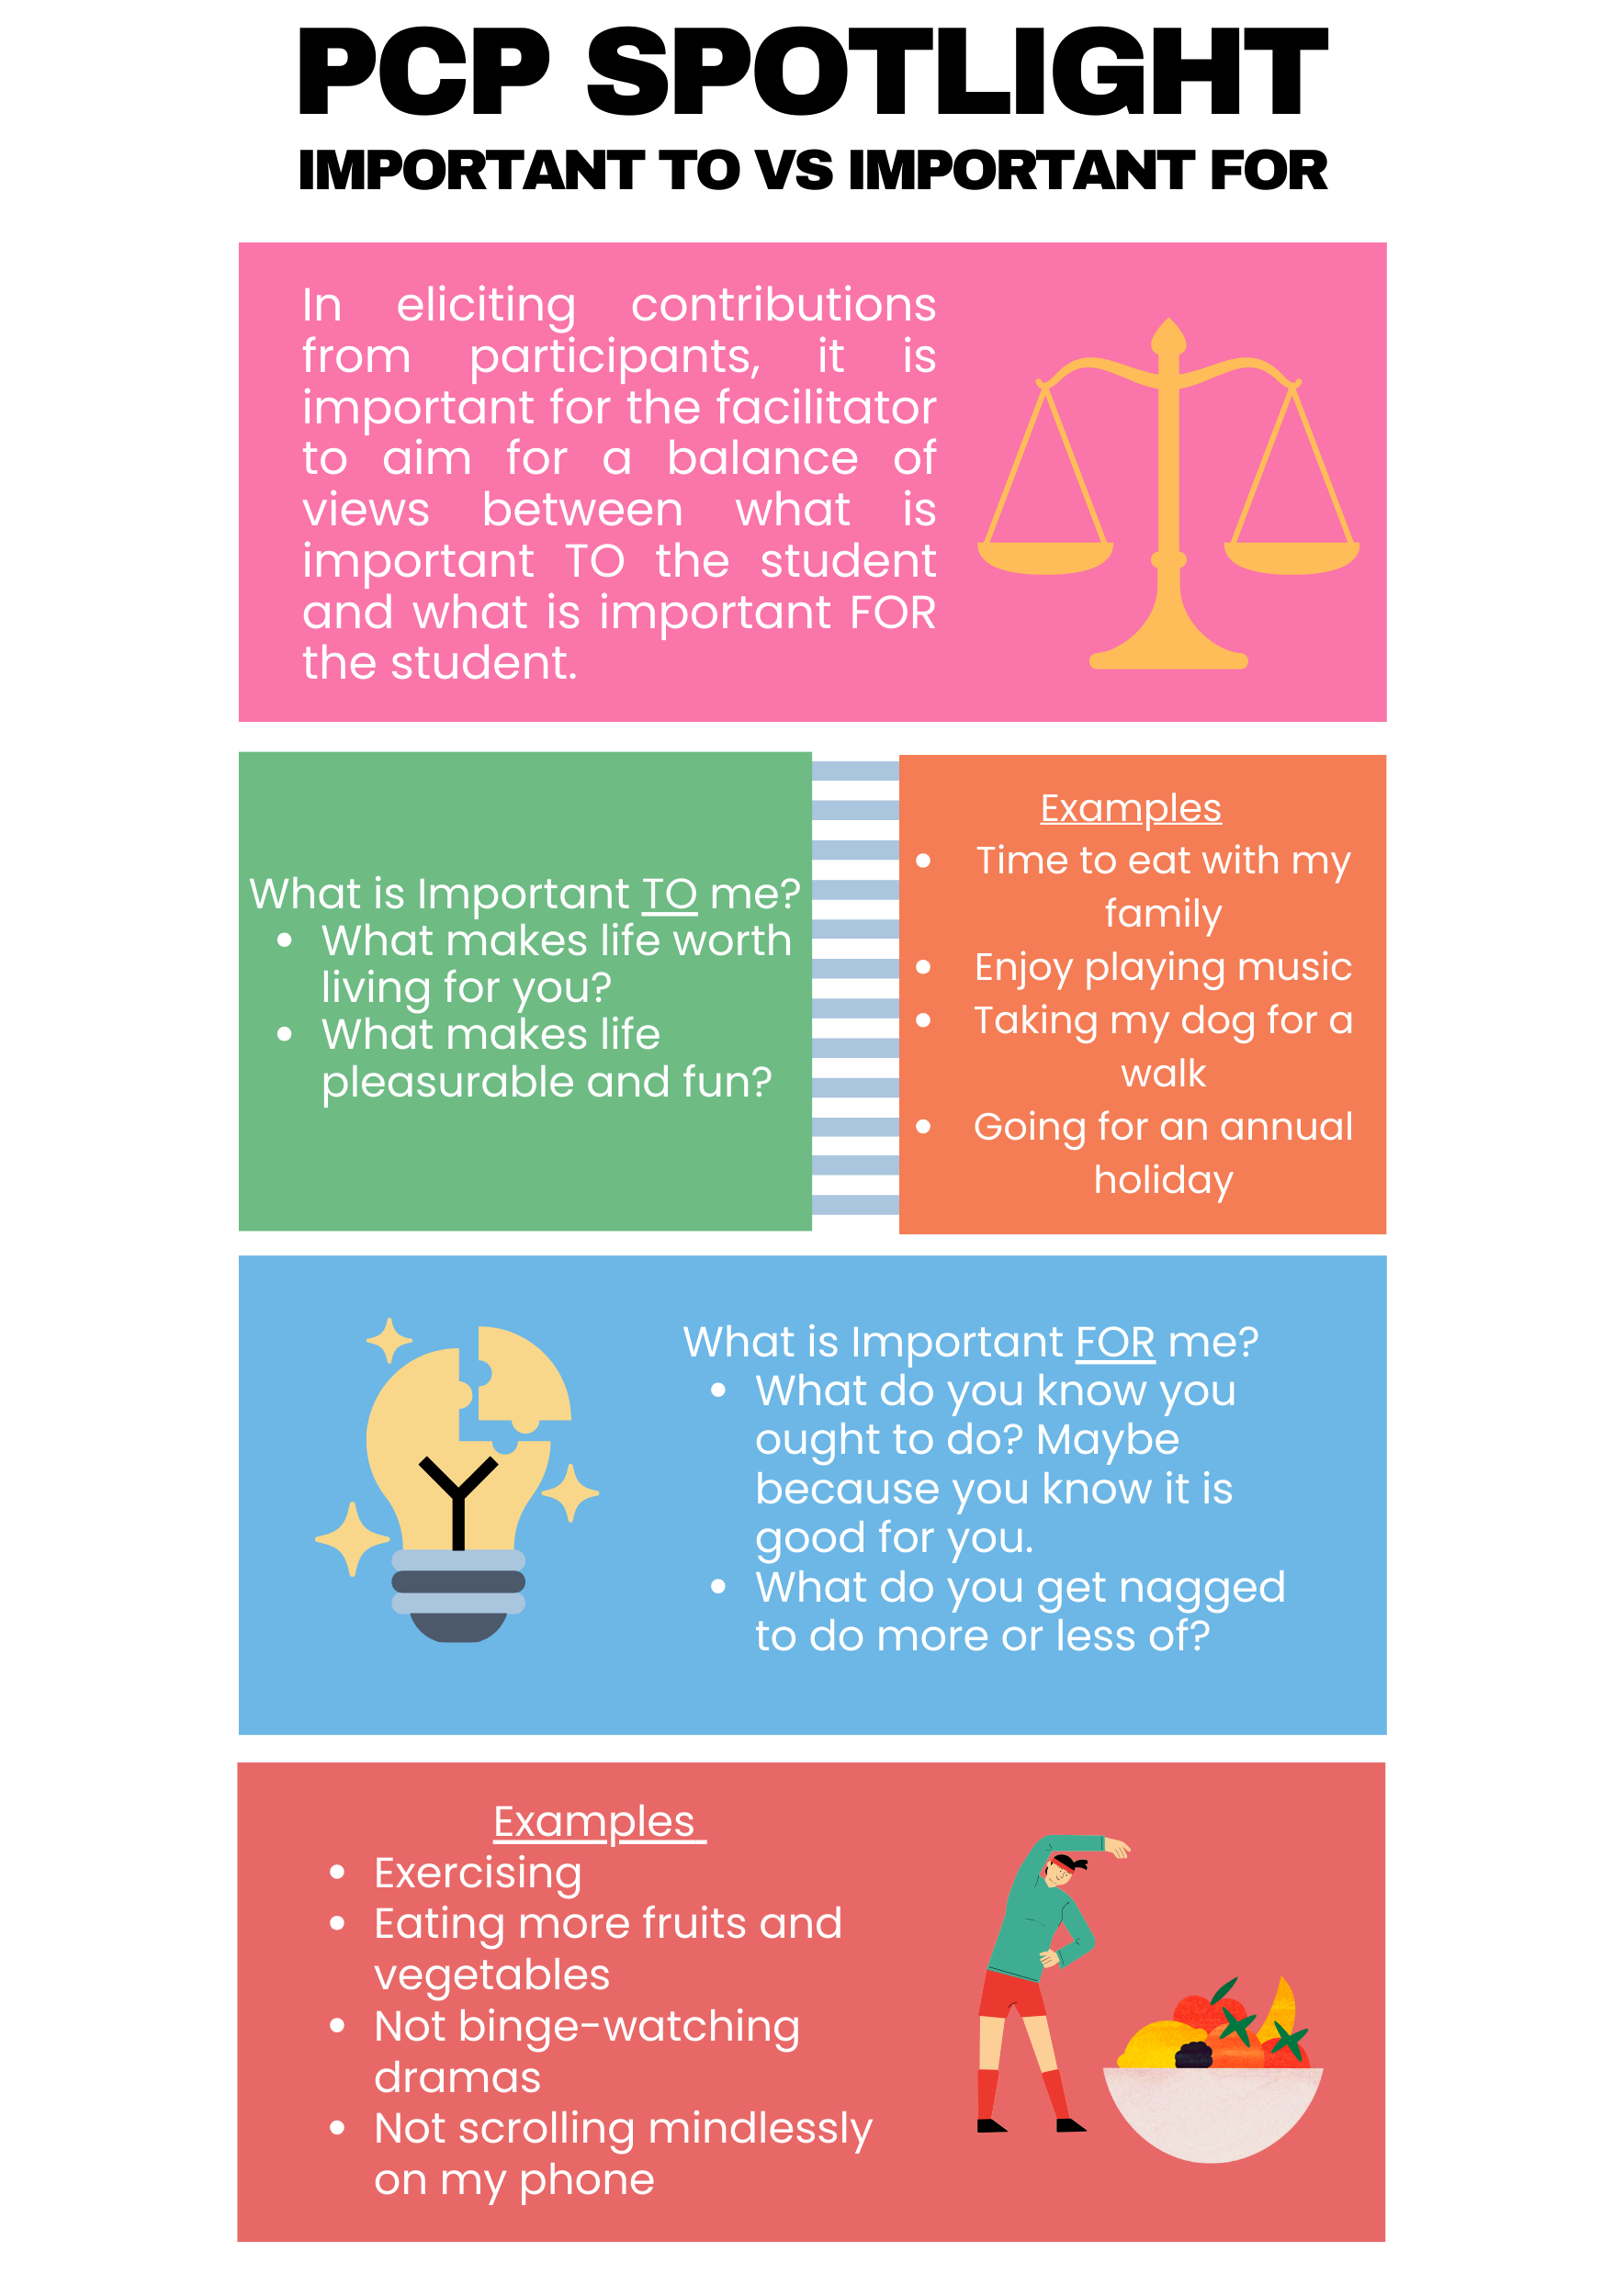 PCP SPOTLIGHT
IMPORTANT TO VS IMPORTANT FOR
In eliciting contributions
from participants, it is
important for the facilitator
to aim for a balance of
views between what is
important TO the student
and what is important FOR
the student.
What is Important TO me?
• What makes life worth
living for you?
• What makes life
pleasurable and fun?
Examples
• Time to eat with my
family
• Enjoy playing music
• Taking my dog for a
walk
• Going for an annual
holiday
What is Important FOR me?
• What do you know you
ought to do? Maybe
because you know it is
good for you.
• What do you get nagged
to do more or less of?
Examples
• Exercising
• Eating more fruits and
vegetables
• Not binge-watching
dramas
• Not scrolling mindlessly
on my phone